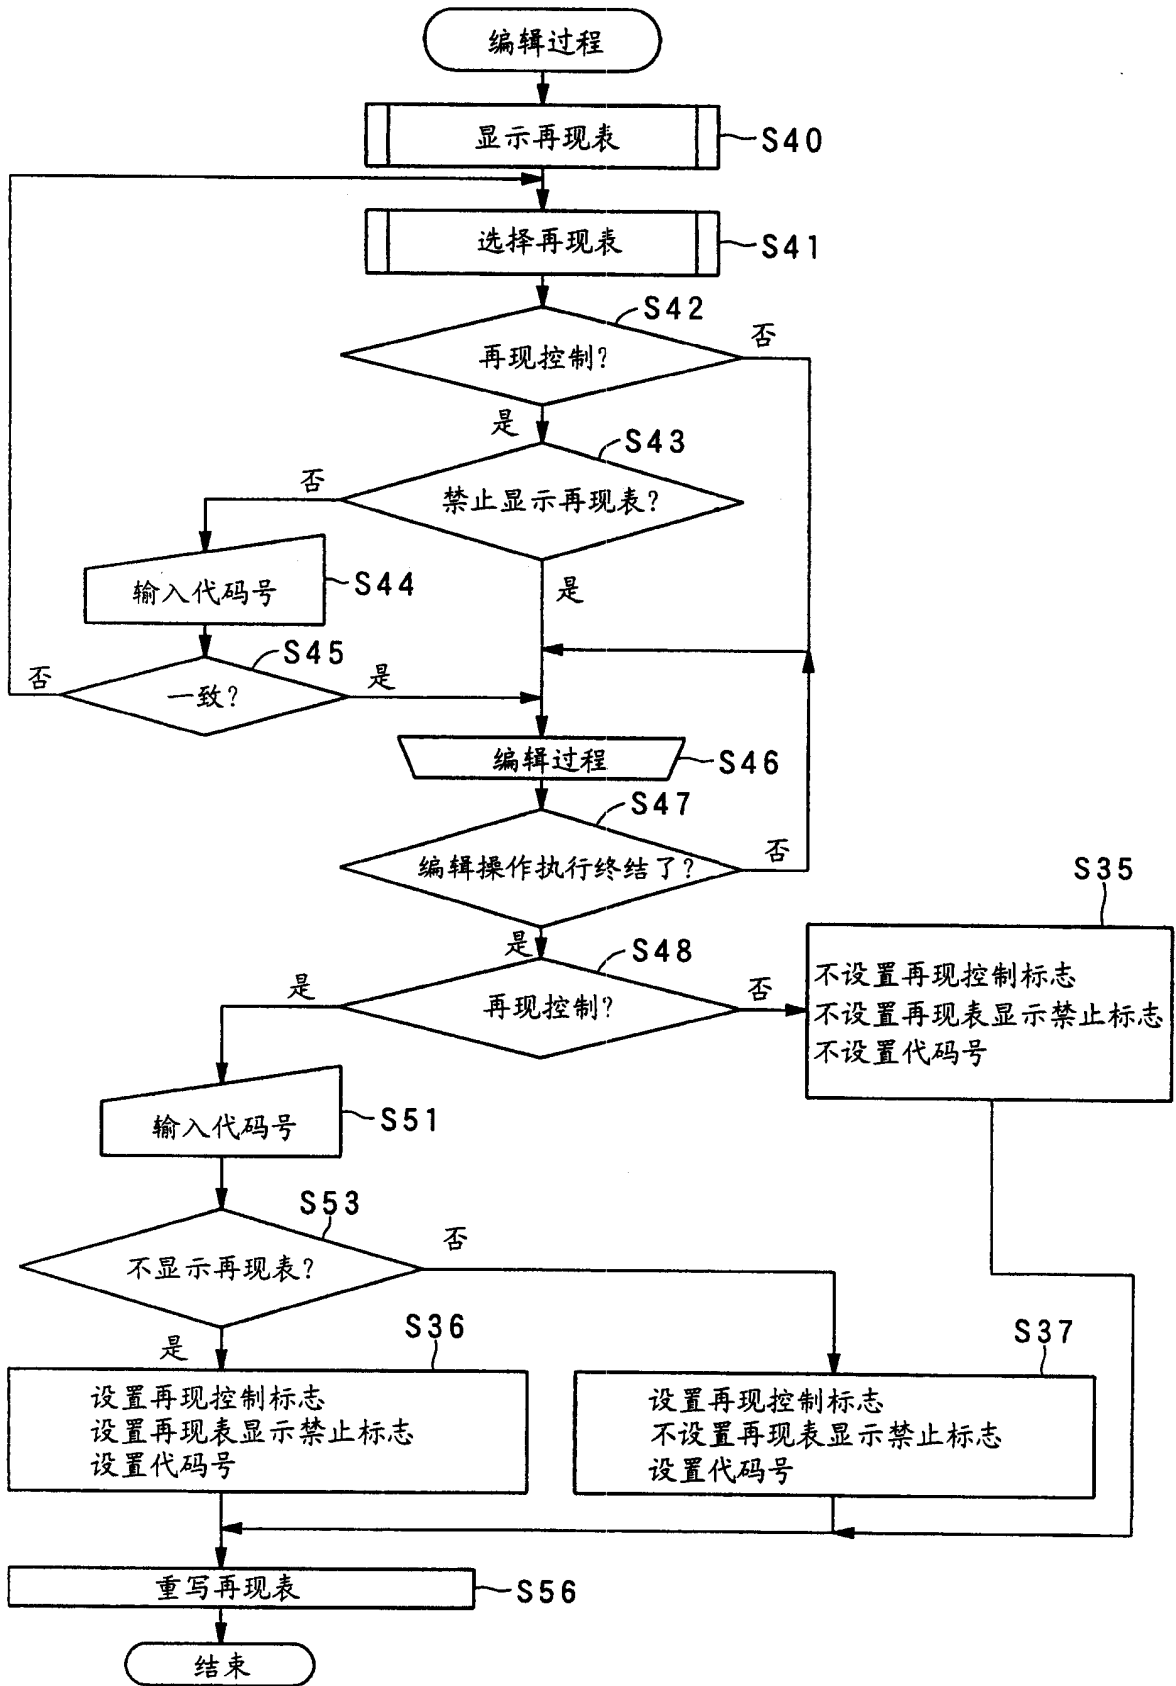 编辑过程
显示再现表
S40
选择再现表
S41
S42
再现控制?
否
是
S43
禁止显示再现表?
否
是
输入代码号
S44
S45
一致?
否
是
编辑过程
S46
S47
编辑操作执行终结了?
否
是
S48
再现控制?
是
否
S35
不设置再现控制标志
不设置再现表显示禁止标志
不设置代码号
输入代码号
S51
S53
不显示再现表?
否
是
S36
设置再现控制标志
设置再现表显示禁止标志
设置代码号
S37
设置再现控制标志
不设置再现表显示禁止标志
设置代码号
重写再现表
S56
结束